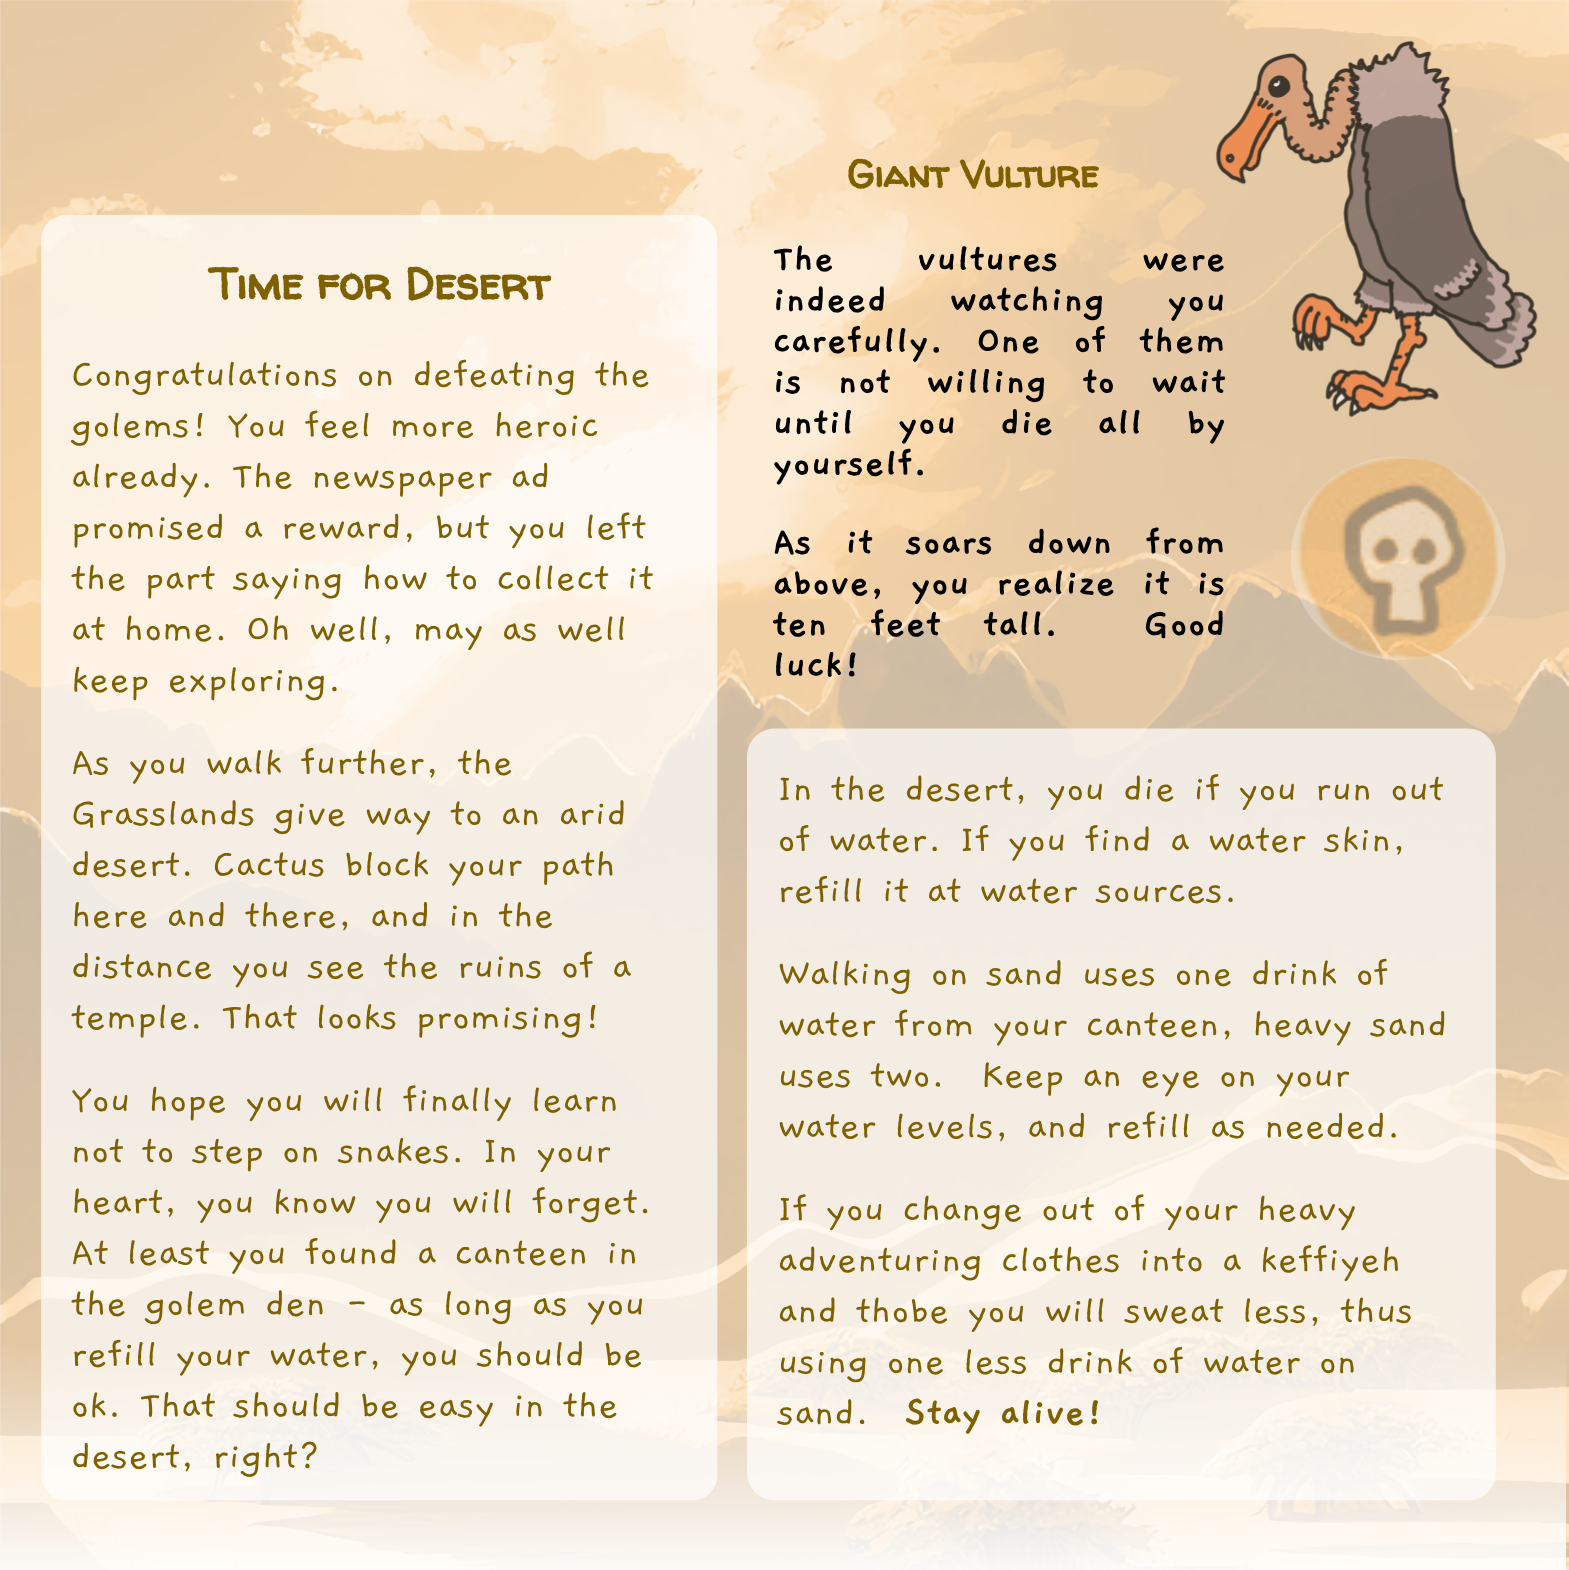 Time for Desert
Congratulations on defeating the
golems! You feel more heroic
already. The newspaper ad
promised a reward, but you left
the part saying how to collect it
at home. Oh well, may as well
keep exploring.
As you walk further, the
Grasslands give way to an arid
desert. Cactus block your path
here and there, and in the
distance you see the ruins of a
temple. That looks promising!
You hope you will finally learn
not to step on snakes. In your
heart, you know you will forget.
At least you found a canteen in
the golem den - as long as you
refill your water, you should be
ok. That should be easy in the
desert, right?
Giant Vulture
The vultures were
indeed watching you
carefully. One of them
is not willing to wait
until you die all by
yourself.
As it soars down from
above, you realize it is
ten feet tall. Good
luck!
In the desert, you die if you run out
of water. If you find a water skin,
refill it at water sources.
Walking on sand uses one drink of
water from your canteen, heavy sand
uses two. Keep an eye on your
water levels, and refill as needed.
If you change out of your heavy
adventuring clothes into a keffiyeh
and thobe you will sweat less, thus
using one less drink of water on
sand. Stay alive!